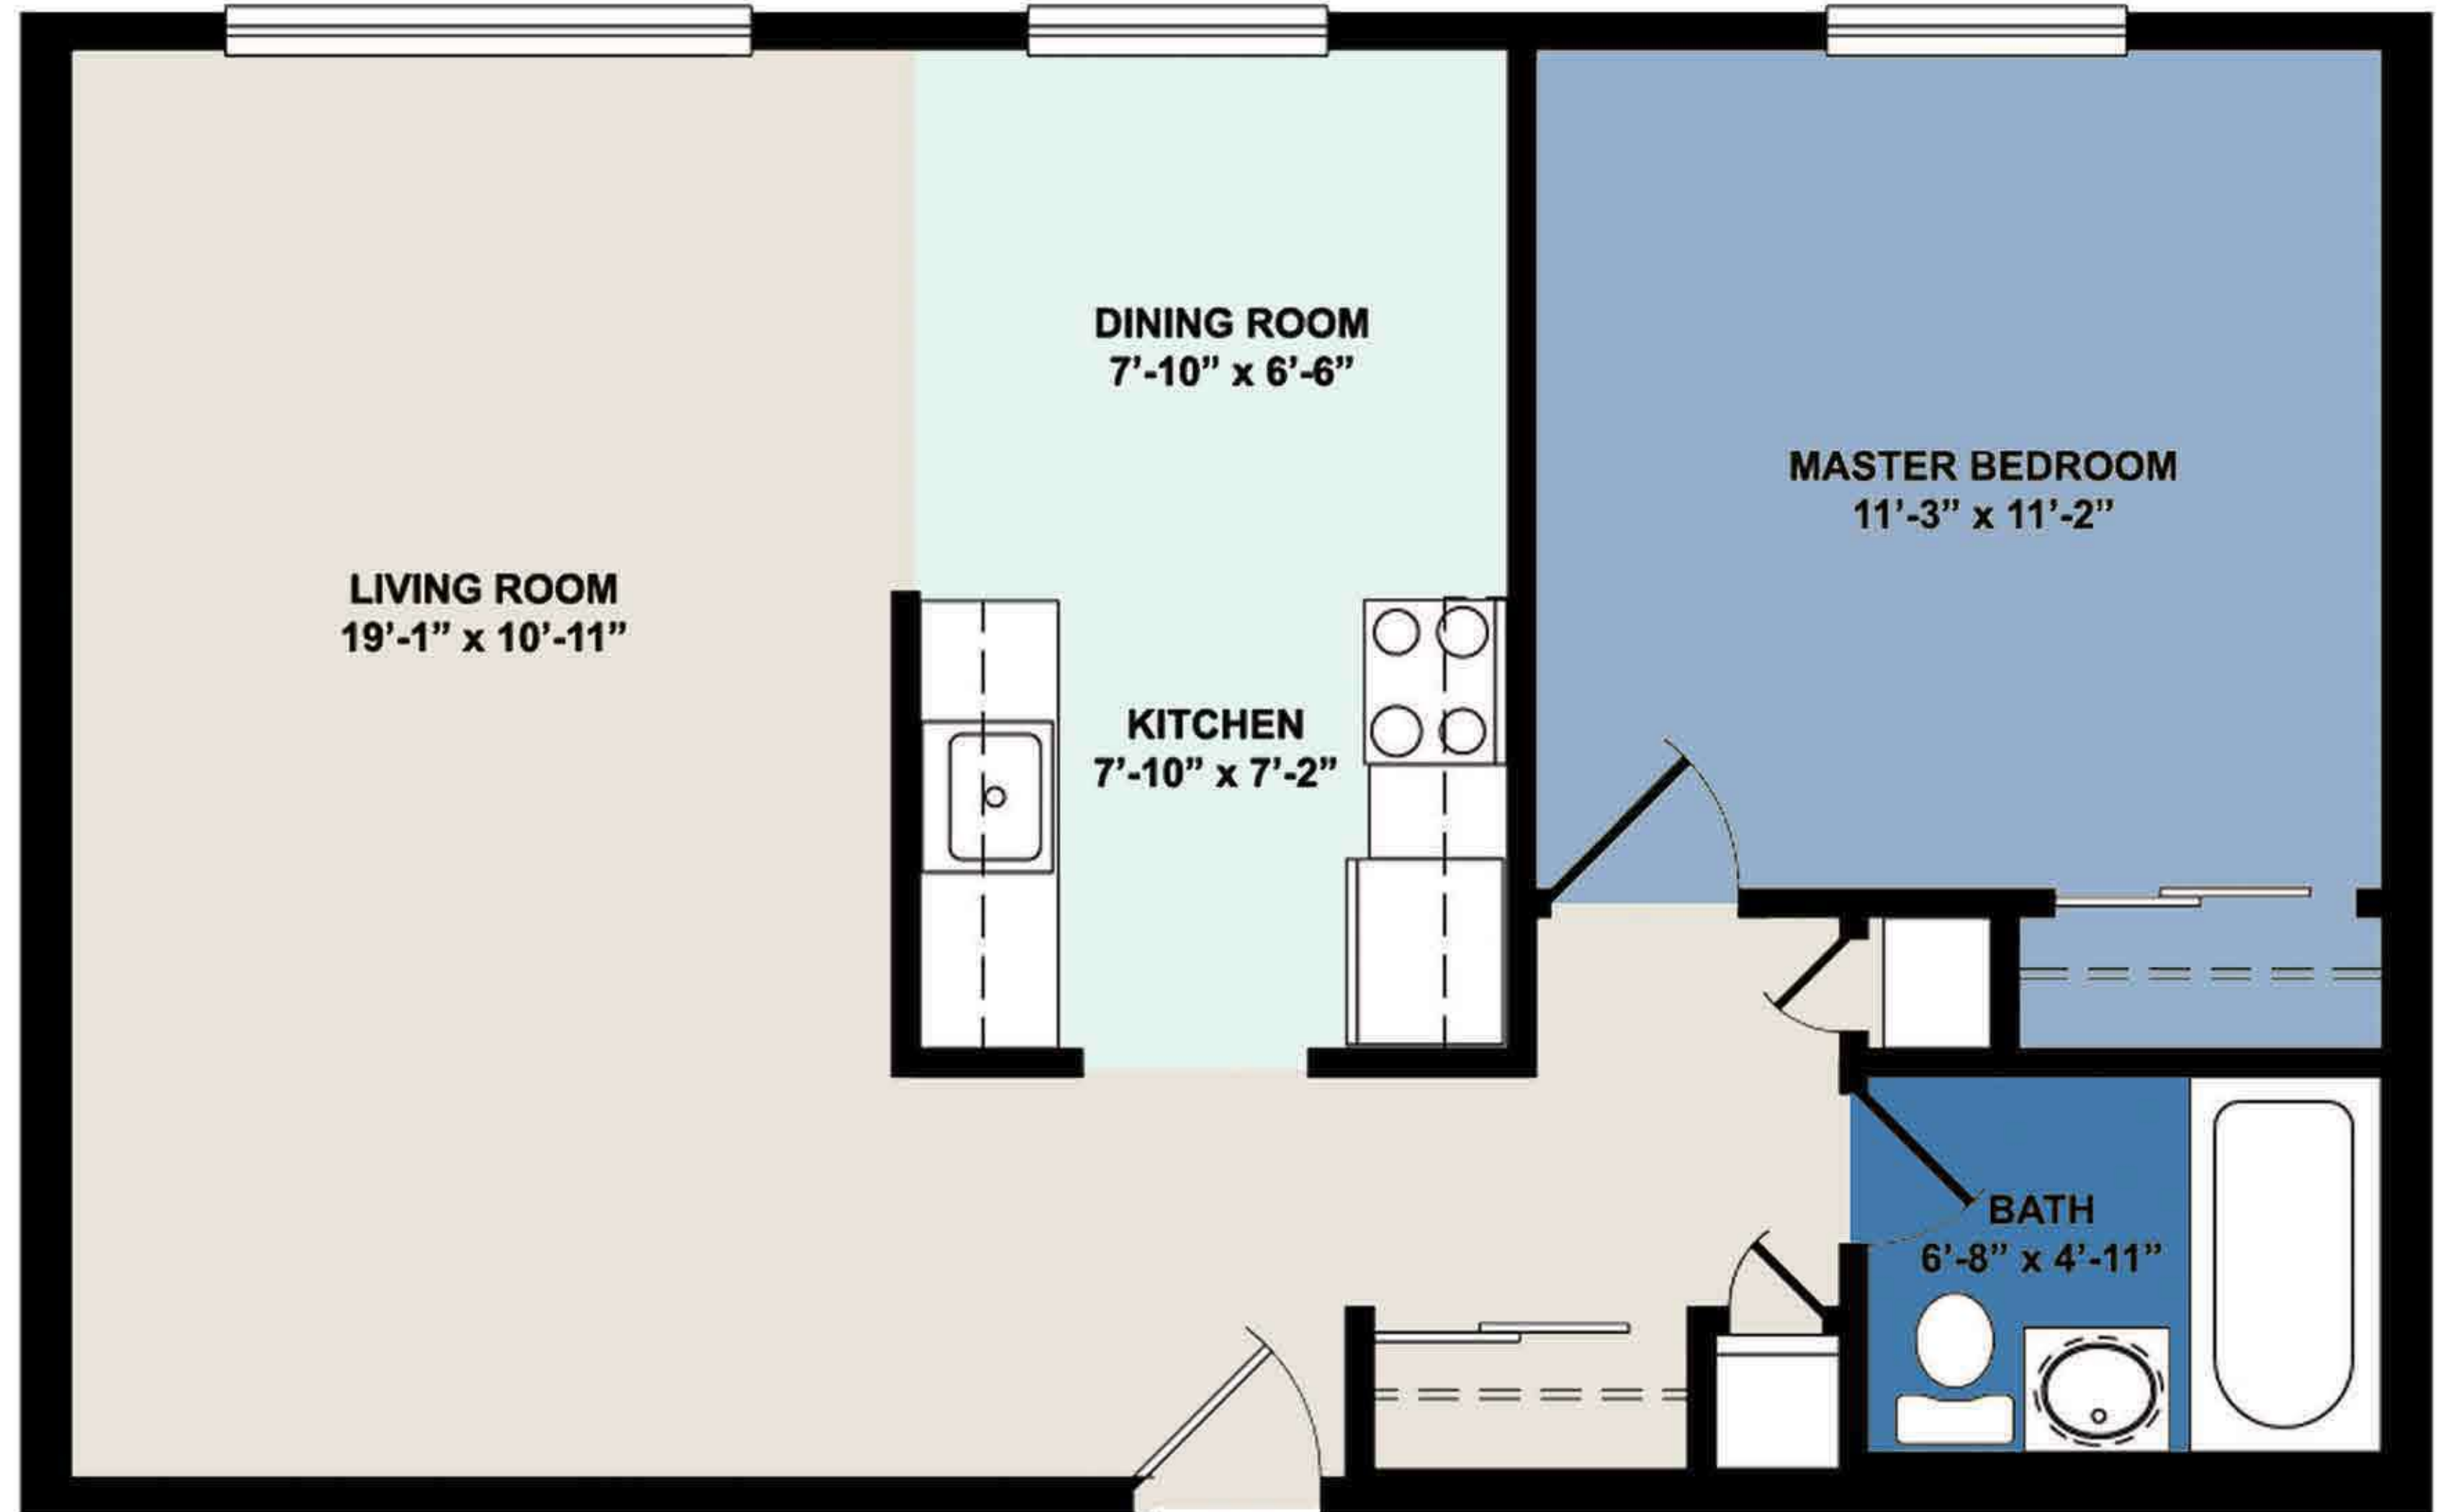 DINING ROOM
7’-10” x 6’-6”
MASTER BEDROOM
11’-3” x 11’-2”
LIVING ROOM
19’-1” x 10’-11”
KITCHEN
7’-10” x 7’-2”
BATH
6’-8” x 4’-11”